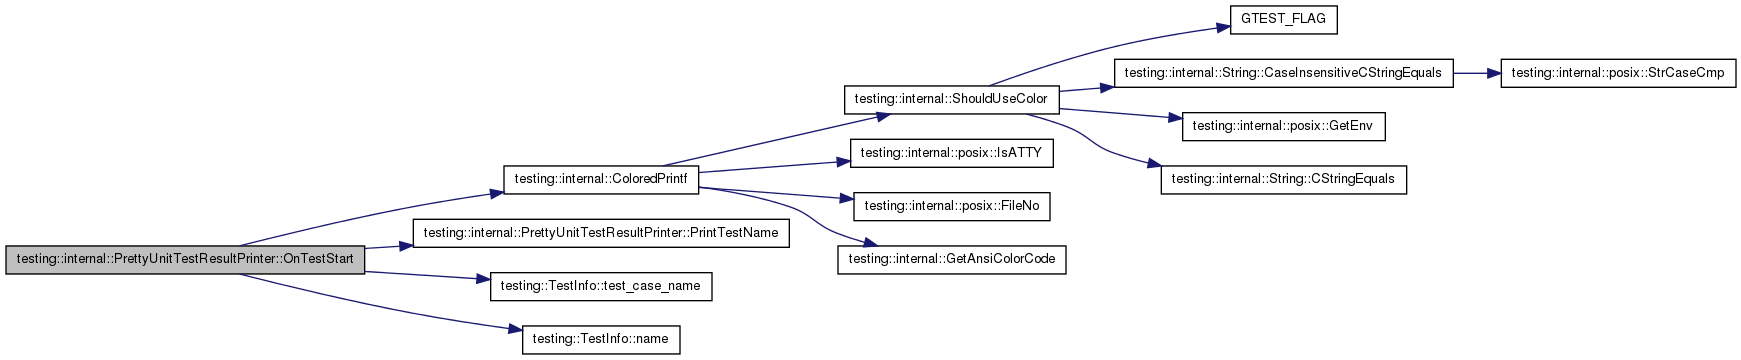 GTEST_FLAG
testing::internal::String::CaseInsensitiveCStringEquals
testing::internal::posix::StrCaseCmp
testing::internal::ShouldUseColor
testing::internal::posix::GetEnv
testing::internal::posix::IsATTY
testing::internal::String::CStringEquals
testing::internal::ColoredPrintf
testing::internal::posix::FileNo
testing::internal::PrettyUnitTestResultPrinter::PrintTestName
testing::internal::PrettyUnitTestResultPrinter::OnTestStart
testing::internal::GetAnsiColorCode
testing::TestInfo::test_case_name
testing::TestInfo::name